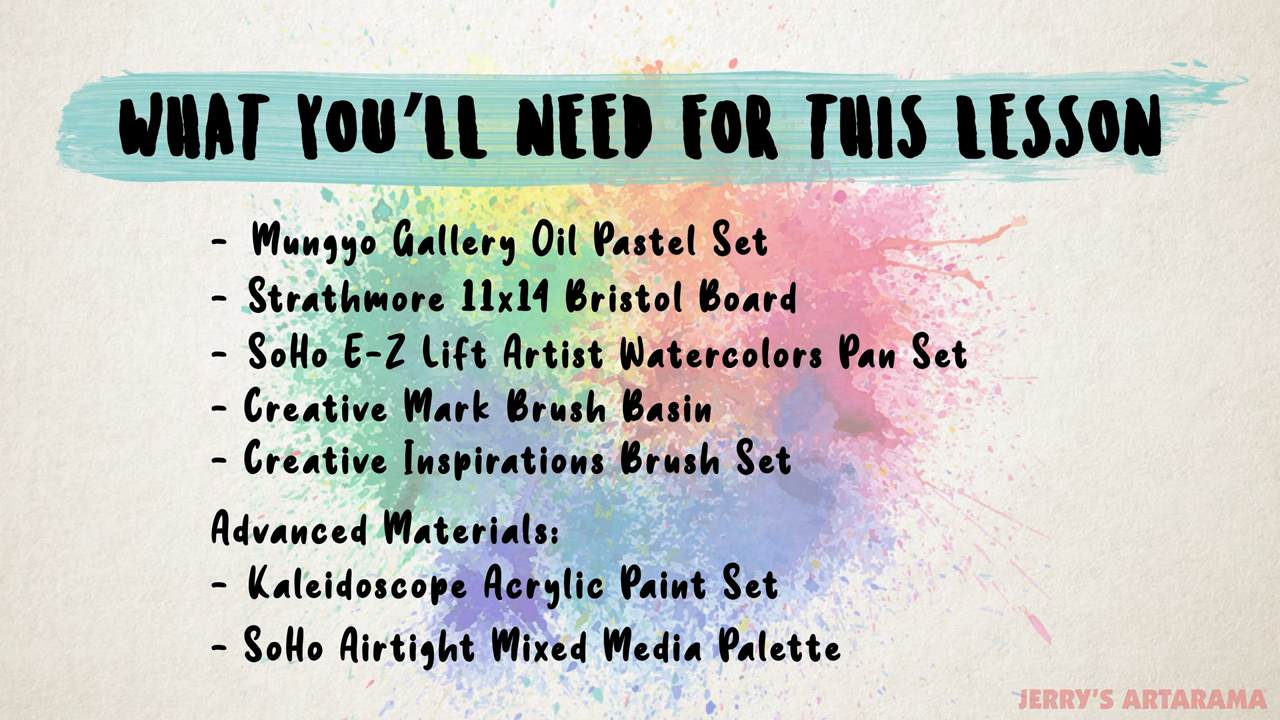 WHAT YOU'LL NEED FOR THIS LESSON
- Mungyo Gallery Oil Pastel Set
- Strathmore 11x14 Bristol Board
- SoHo E-Z Lift Artist Watercolors Pan Set
- Creative Mark Brush Basin
- Creative Inspirations Brush Set
Advanced Materials:
- Kaleidoscope Acrylic Paint Set
- SoHo Airtight Mixed Media Palette
JERRY'S ARTARAMA